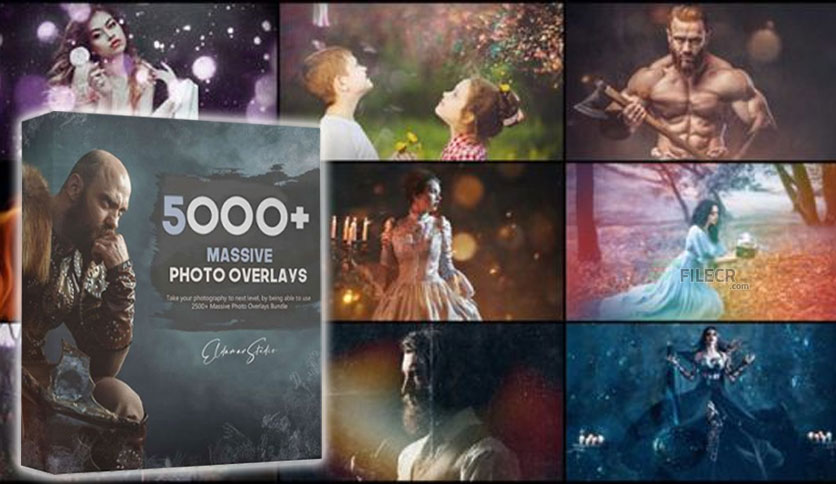 5000+
MASSIVE
PHOTO OVERLAYS
Take your photography to next level, by being able to use
2500+ Massive Photo Overlays Bundle
EldamarStudio
FILECR
.com